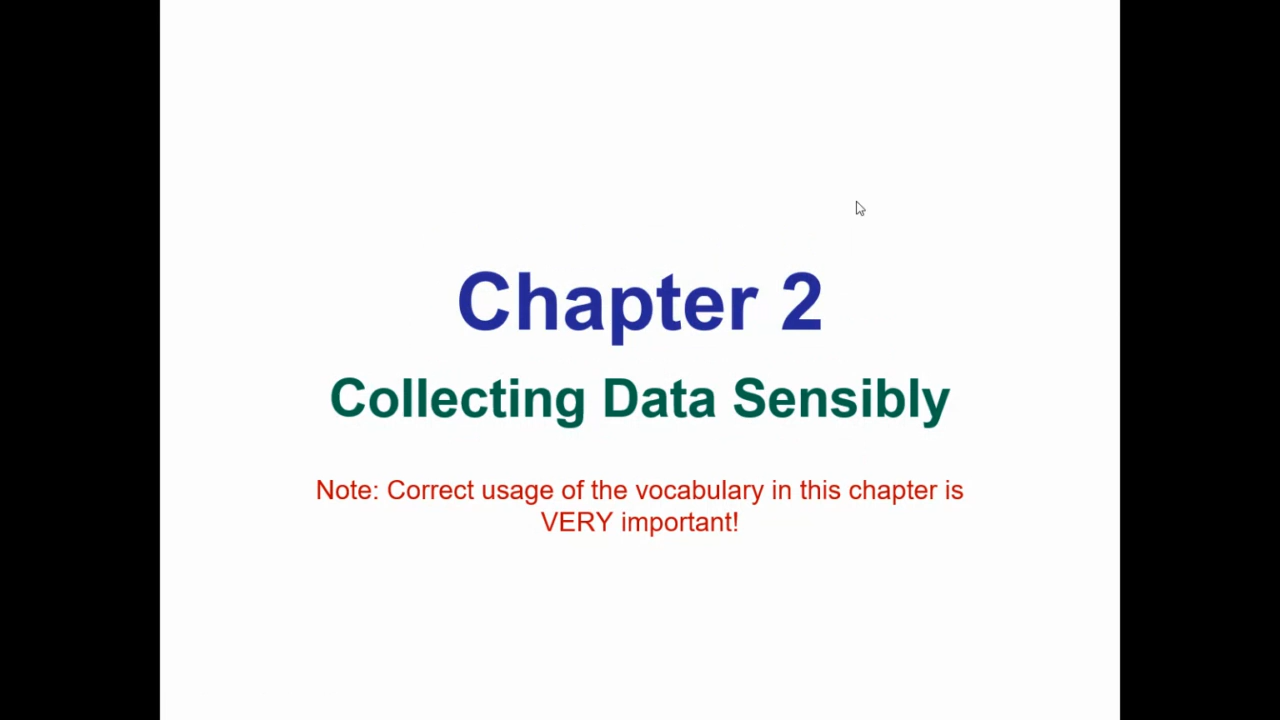 Chapter 2
Collecting Data Sensibly
Note: Correct usage of the vocabulary in this chapter is
VERY important!